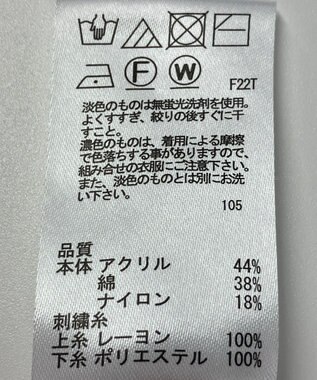 F
W
F22T
淡色のものは無蛍光洗剤を使用。
よくすすぎ、絞りの後すぐに干
すこと。
濃色のものは、着用による摩擦
で色落ちする事がありますので、
組み合せの衣服にご注意下さい。
また、淡色のものとは別にお洗
い下さい。
105
品質
本体 アクリル 44%
綿 38%
ナイロン 18%
刺繍糸
上糸 レーヨン 100%
下糸 ポリエステル 100%